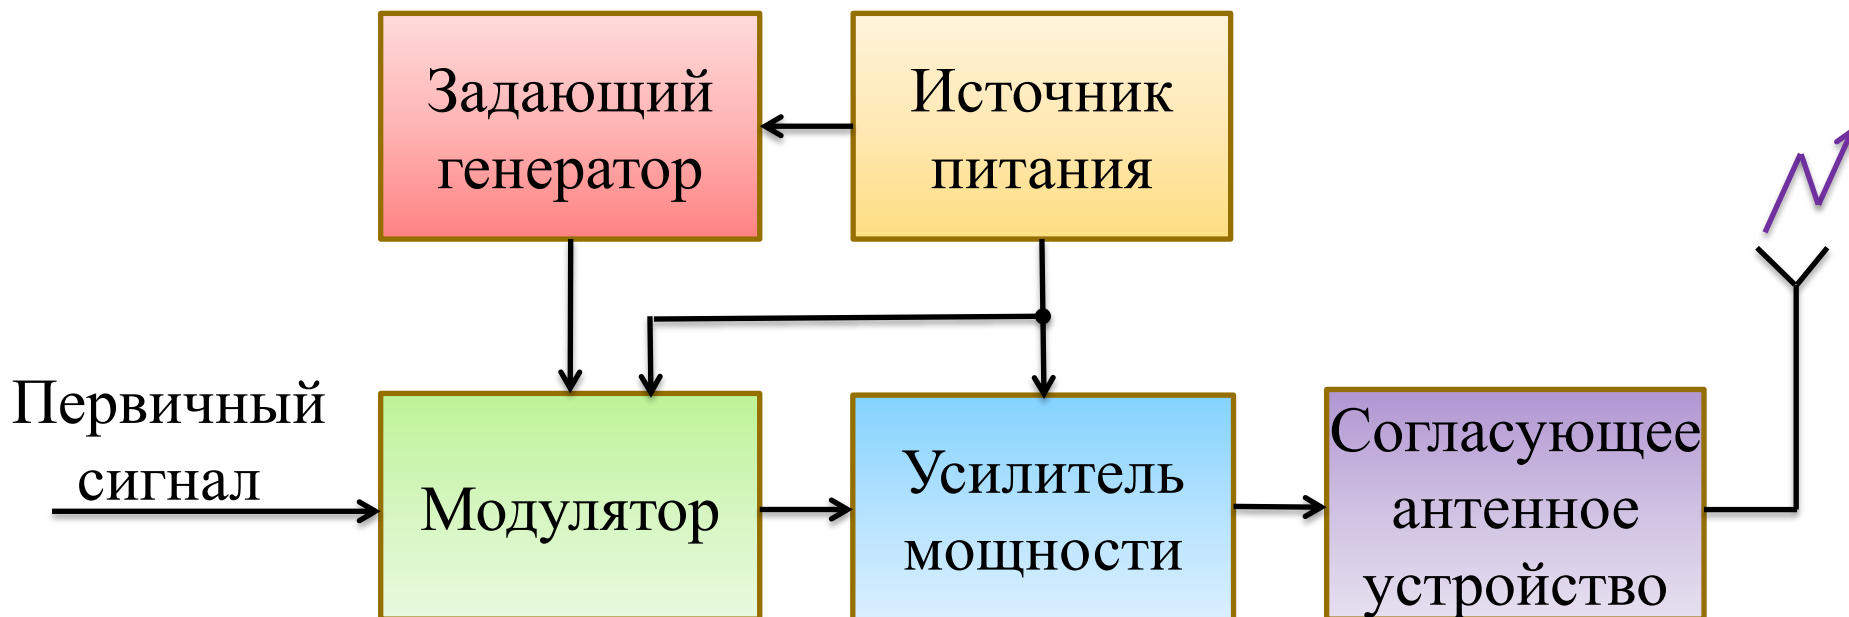 Задающий
генератор
Источник
питания
Первичный
сигнал
Модулятор
Усилитель
мощности
Согласующее
антенное
устройство